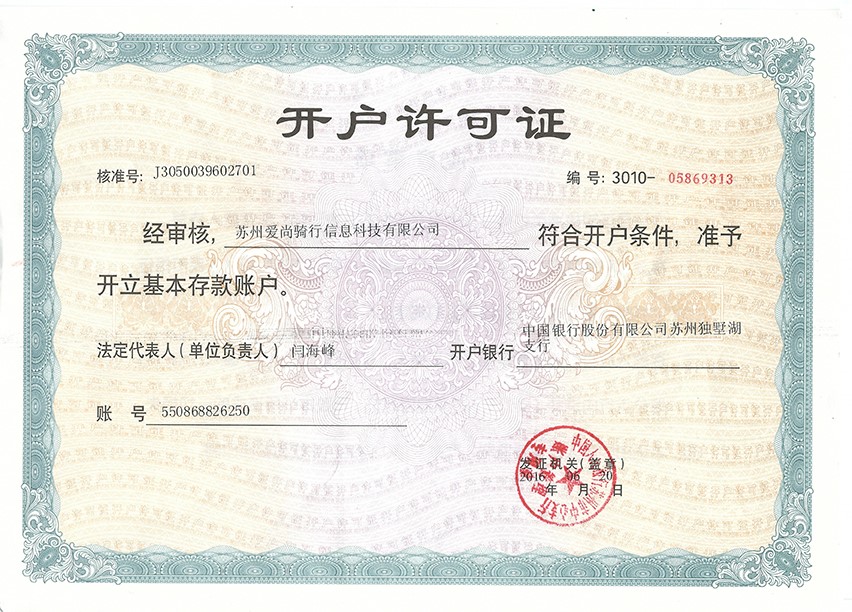 开户许可证
核准号: J3050039602701 编 号: 3010- 05869313
经审核, 苏州爱尚骑行信息科技有限公司 符合开户条件, 准予
开立基本存款账户。
法定代表人(单位负责人) 闫海峰 开户银行 中国银行股份有限公司苏州独墅湖
支行
账 号 550868826250
发证机关(盖章)
2016 年 06 月 20 日